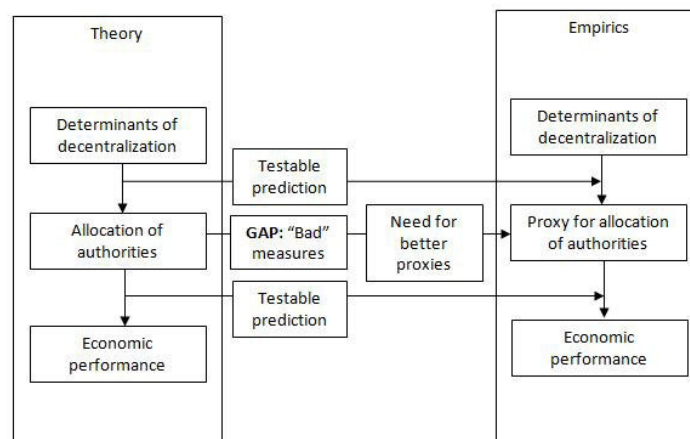 Theory
Empirics
Determinants of
decentralization
Determinants of
decentralization
Testable
prediction
Allocation of
authorities
GAP: “Bad”
measures
Need for
better
proxies
Proxy for allocation
of authorities
Testable
prediction
Economic
performance
Economic
performance